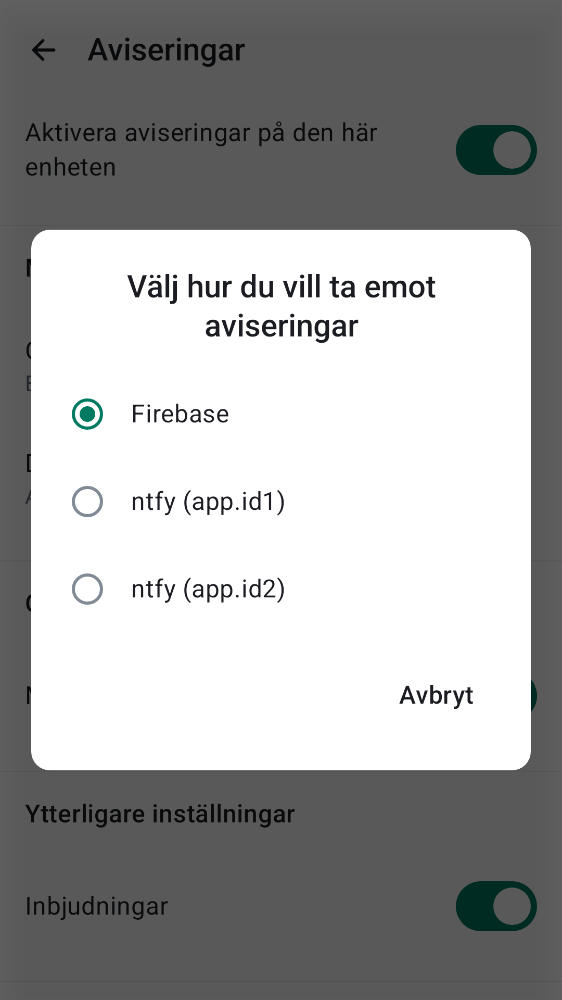 Aviseringar
Aktivera aviseringar på den här
enheten
Välj hur du vill ta emot
aviseringar
Firebase
ntfy (app.id1)
ntfy (app.id2)
Avbryt
Ytterligare inställningar
Inbjudningar